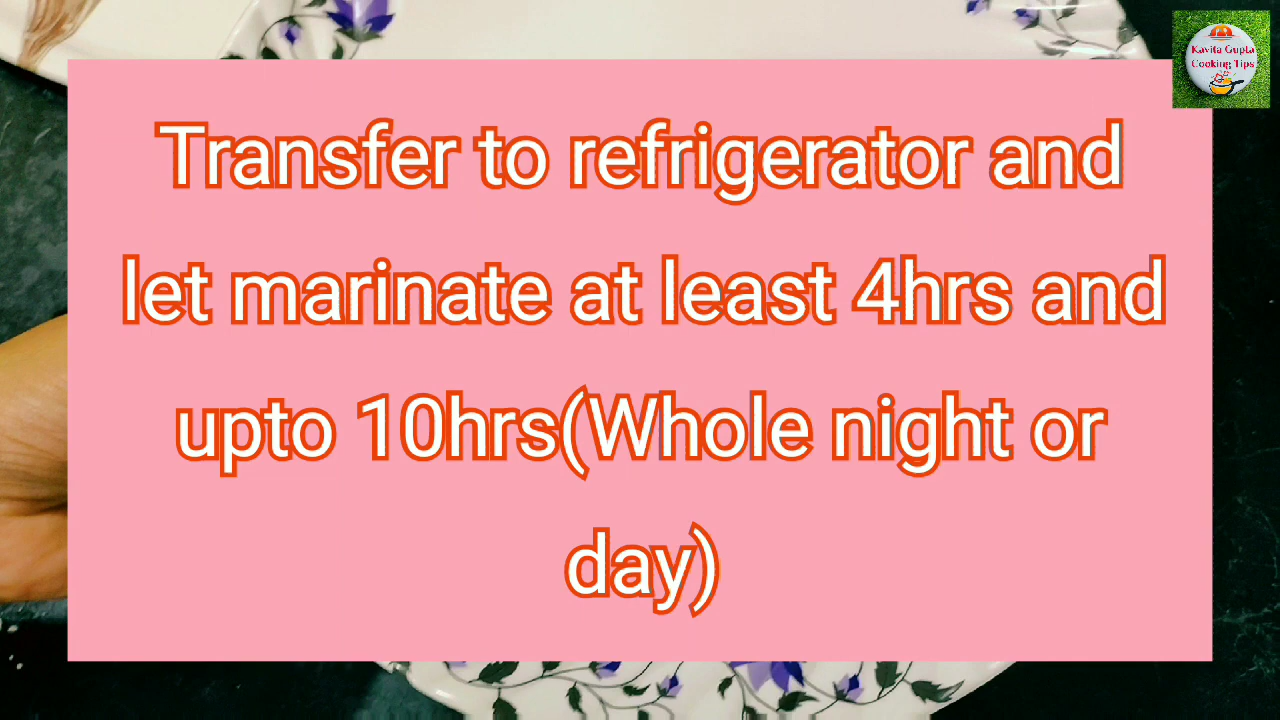 Kavita Gupta
Cooking Tips
Transfer to refrigerator and
let marinate at least 4hrs and
upto 10hrs(Whole night or
day)